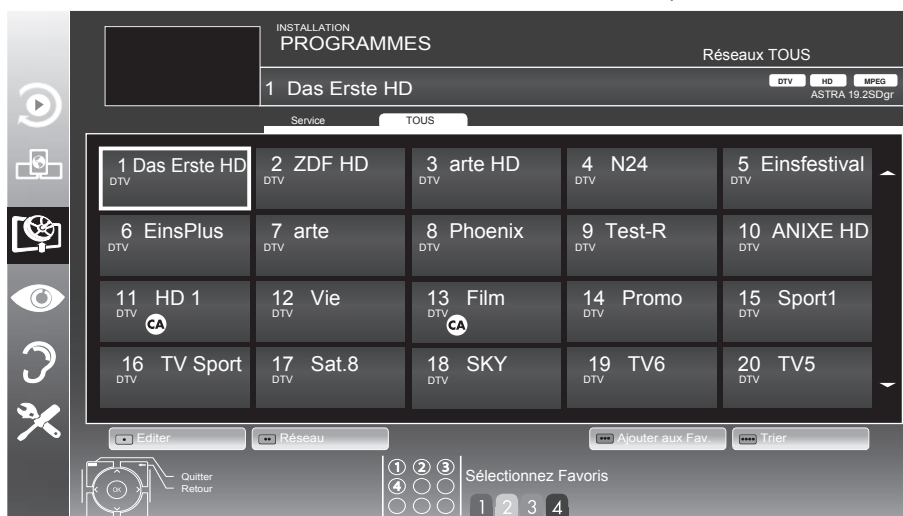 INSTALLATION
PROGRAMMES
Réseaux TOUS
1 Das Erste HD
DTV HD MPEG
ASTRA 19.2SDgr
Service TOUS
1 Das Erste HD 2 ZDF HD 3 arte HD 4 N24 5 Einsfestival
DTV DTV DTV DTV DTV
6 EinsPlus 7 arte 8 Phoenix 9 Test-R 10 ANIXE HD
DTV DTV DTV DTV DTV
11 HD 1 12 Vie 13 Film 14 Promo 15 Sport1
DTV DTV DTV DTV DTV
CA CA
16 TV Sport 17 Sat.8 18 SKY 19 TV6 20 TV5
DTV DTV DTV DTV DTV
Editer Réseau Ajouter aux Fav. Trier
Quitter
Retour
OK
1 2 3
4
Sélectionnez Favoris
1 2 3 4